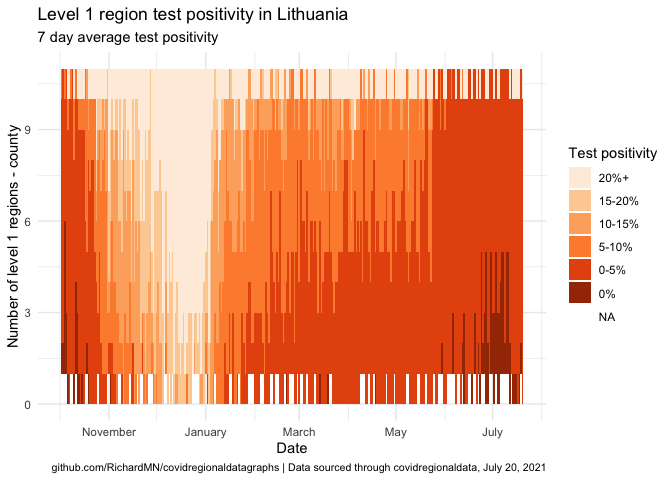 Level 1 region test positivity in Lithuania
7 day average test positivity
Number of level 1 regions - county
9
6
3
0
November January March May July
Date
Test positivity
20%+
15-20%
10-15%
5-10%
0-5%
0%
NA
github.com/RichardMN/covidregionaldatagraphs | Data sourced through covidregionaldata, July 20, 2021